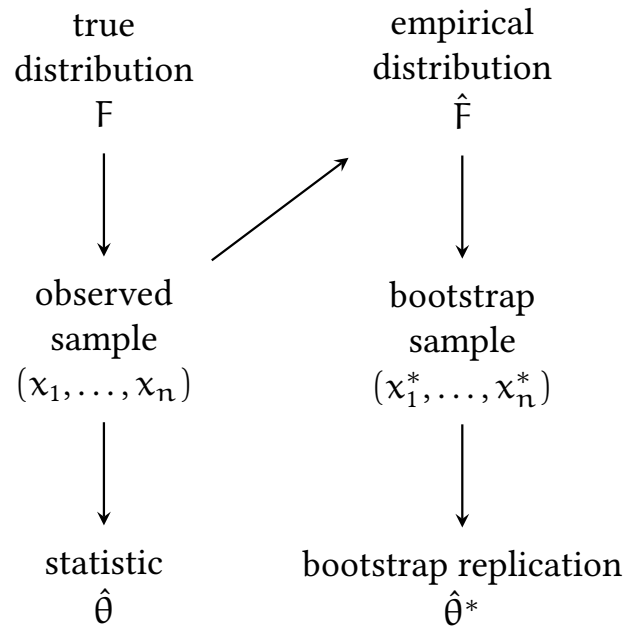 true
distribution
F
empirical
distribution
F̂
observed
sample
(x₁, . . . , xₙ)
bootstrap
sample
(x₁*, . . . , xₙ*)
statistic
θ̂
bootstrap replication
θ̂*